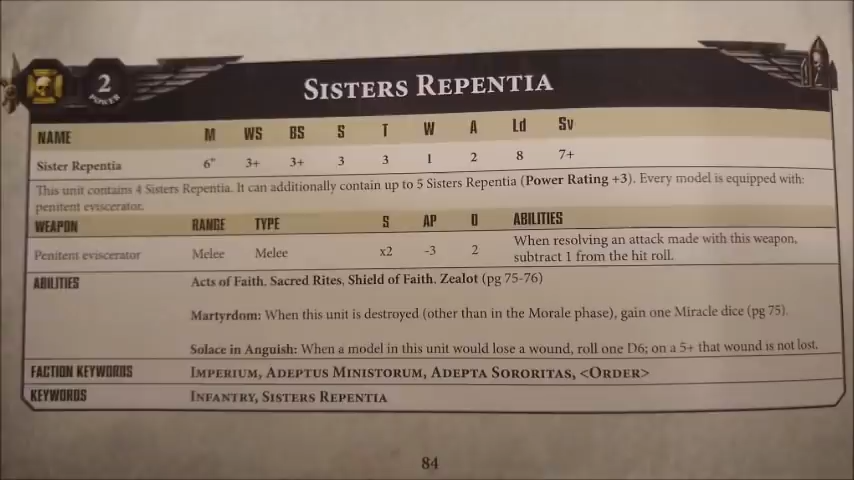 2
POWER
SISTERS REPENTIA
NAME M WS BS S T W A Ld Sv
Sister Repentia 6" 3+ 3+ 3 3 1 2 8 7+
This unit contains 4 Sisters Repentia. It can additionally contain up to 5 Sisters Repentia (Power Rating +3). Every model is equipped with:
penitent eviscerator.
WEAPON RANGE TYPE S AP D ABILITIES
Penitent eviscerator Melee Melee x2 -3 2 When resolving an attack made with this weapon,
subtract 1 from the hit roll.
ABILITIES Acts of Faith, Sacred Rites, Shield of Faith, Zealot (pg 75-76)
Martyrdom: When this unit is destroyed (other than in the Morale phase), gain one Miracle dice (pg 75).
Solace in Anguish: When a model in this unit would lose a wound, roll one D6; on a 5+ that wound is not lost.
FACTION KEYWORDS IMPERIUM, ADEPTUS MINISTORUM, ADEPTA SORORITAS, <ORDER>
KEYWORDS INFANTRY, SISTERS REPENTIA
84